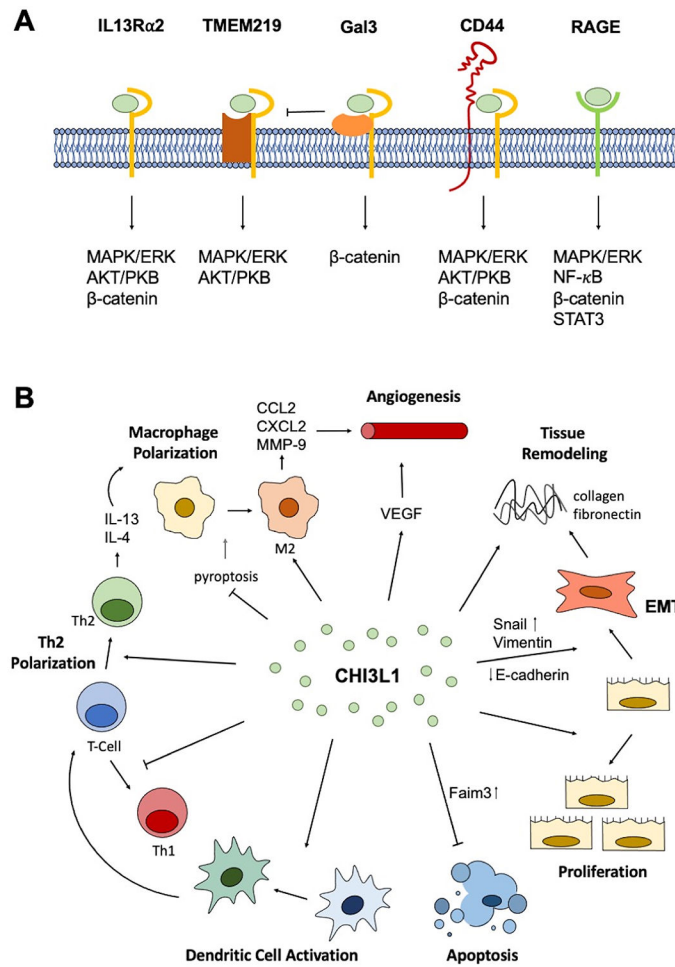 A
IL13Rα2
TMEM219
Gal3
CD44
RAGE
MAPK/ERK
AKT/PKB
β-catenin
MAPK/ERK
AKT/PKB
β-catenin
MAPK/ERK
AKT/PKB
β-catenin
MAPK/ERK
NF-κB
β-catenin
STAT3
B
Macrophage
Polarization
CCL2
CXCL2
MMP-9
Angiogenesis
Tissue
Remodeling
collagen
fibronectin
IL-13
IL-4
M2
VEGF
pyroptosis
Th2
Th2
Polarization
EMT
Snail ↑
Vimentin
↓E-cadherin
CHI3L1
T-Cell
Th1
Faim3↑
Proliferation
Dendritic Cell Activation
Apoptosis